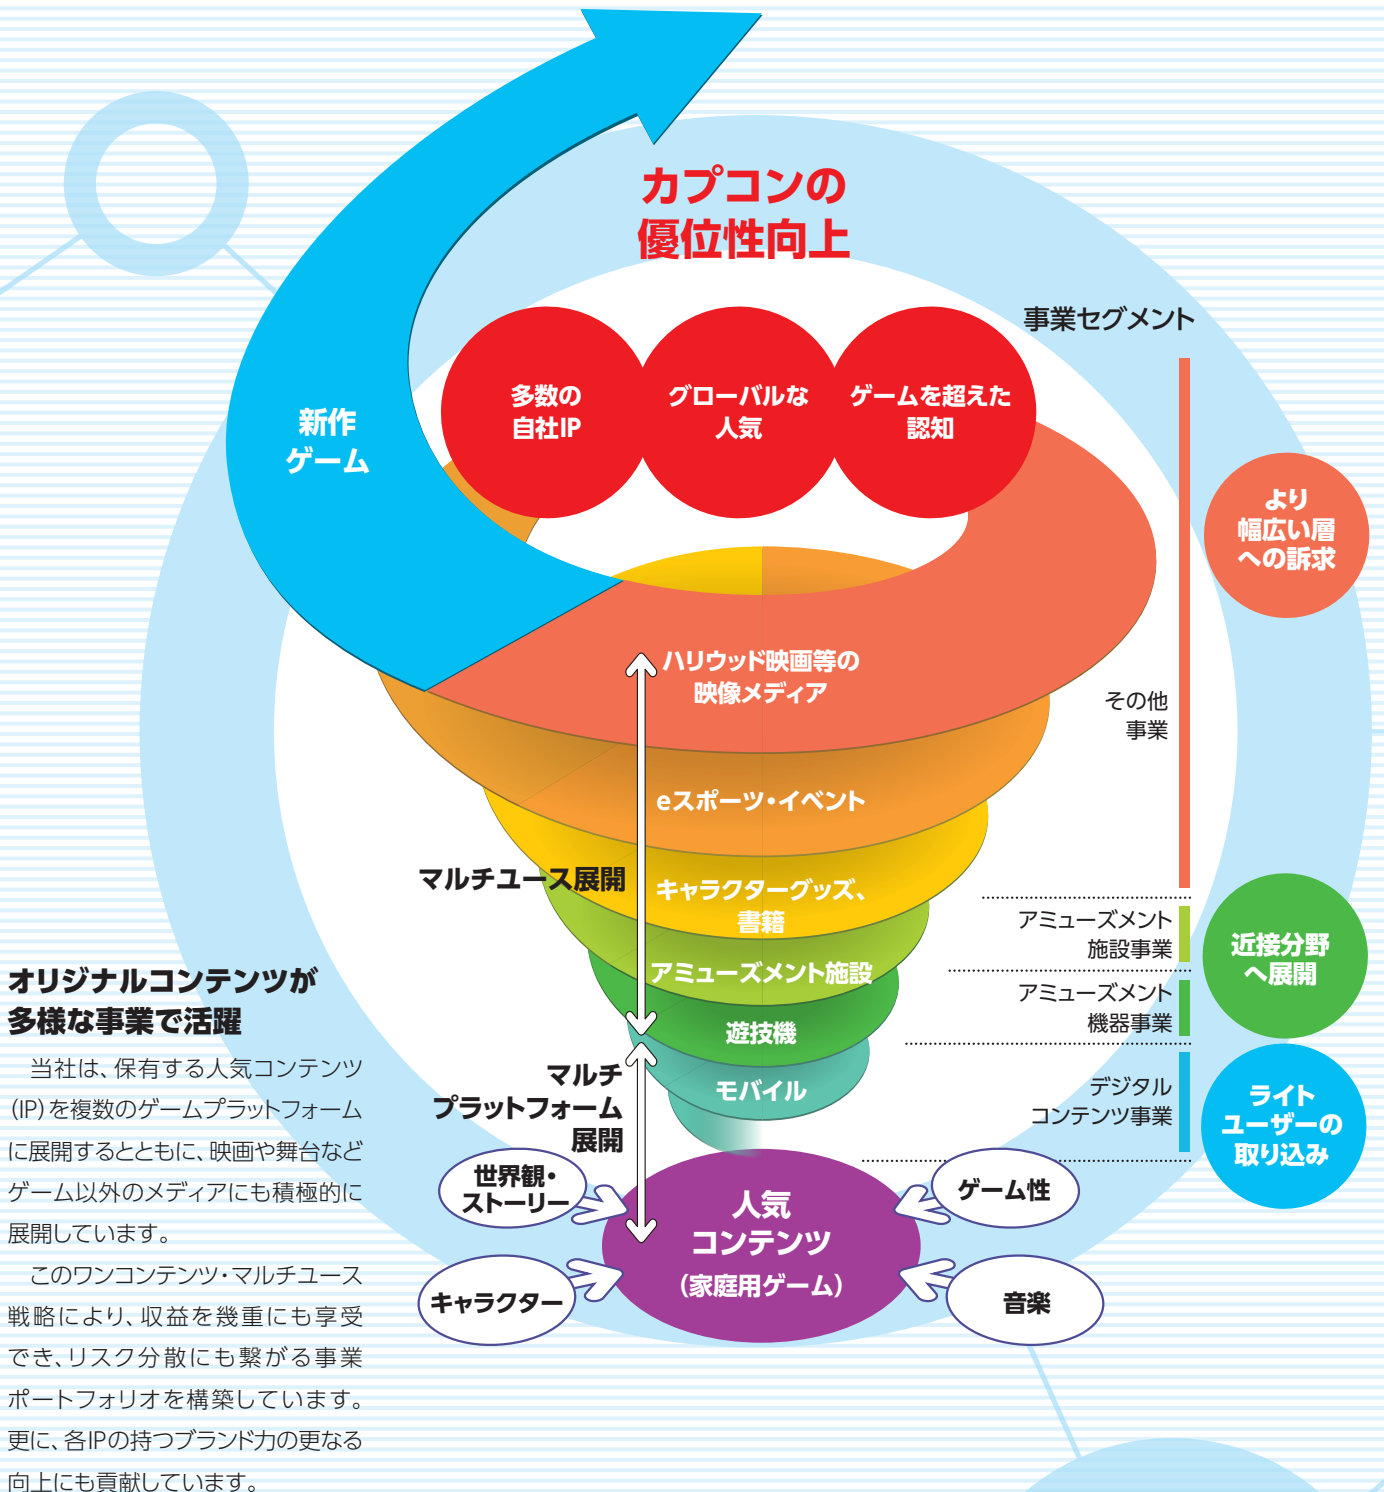 カプコンの
優位性向上
事業セグメント
多数の
自社IP
グローバルな
人気
ゲームを超えた
認知
新作
ゲーム
より
幅広い層
への訴求
ハリウッド映画等の
映像メディア
その他
事業
eスポーツ・イベント
マルチユース展開
キャラクターグッズ、
書籍
アミューズメント
施設事業
近接分野
へ展開
アミューズメント施設
アミューズメント
機器事業
遊技機
マルチ
プラットフォーム
展開
モバイル
デジタル
コンテンツ事業
ライト
ユーザーの
取り込み
世界観・
ストーリー
ゲーム性
人気
コンテンツ
（家庭用ゲーム）
キャラクター
音楽
オリジナルコンテンツが
多様な事業で活躍
　当社は、保有する人気コンテンツ
(IP)を複数のゲームプラットフォーム
に展開するとともに、映画や舞台など
ゲーム以外のメディアにも積極的に
展開しています。
　このワンコンテンツ・マルチユース
戦略により、収益を幾重にも享受
でき、リスク分散にも繋がる事業
ポートフォリオを構築しています。
更に、各IPの持つブランド力の更なる
向上にも貢献しています。